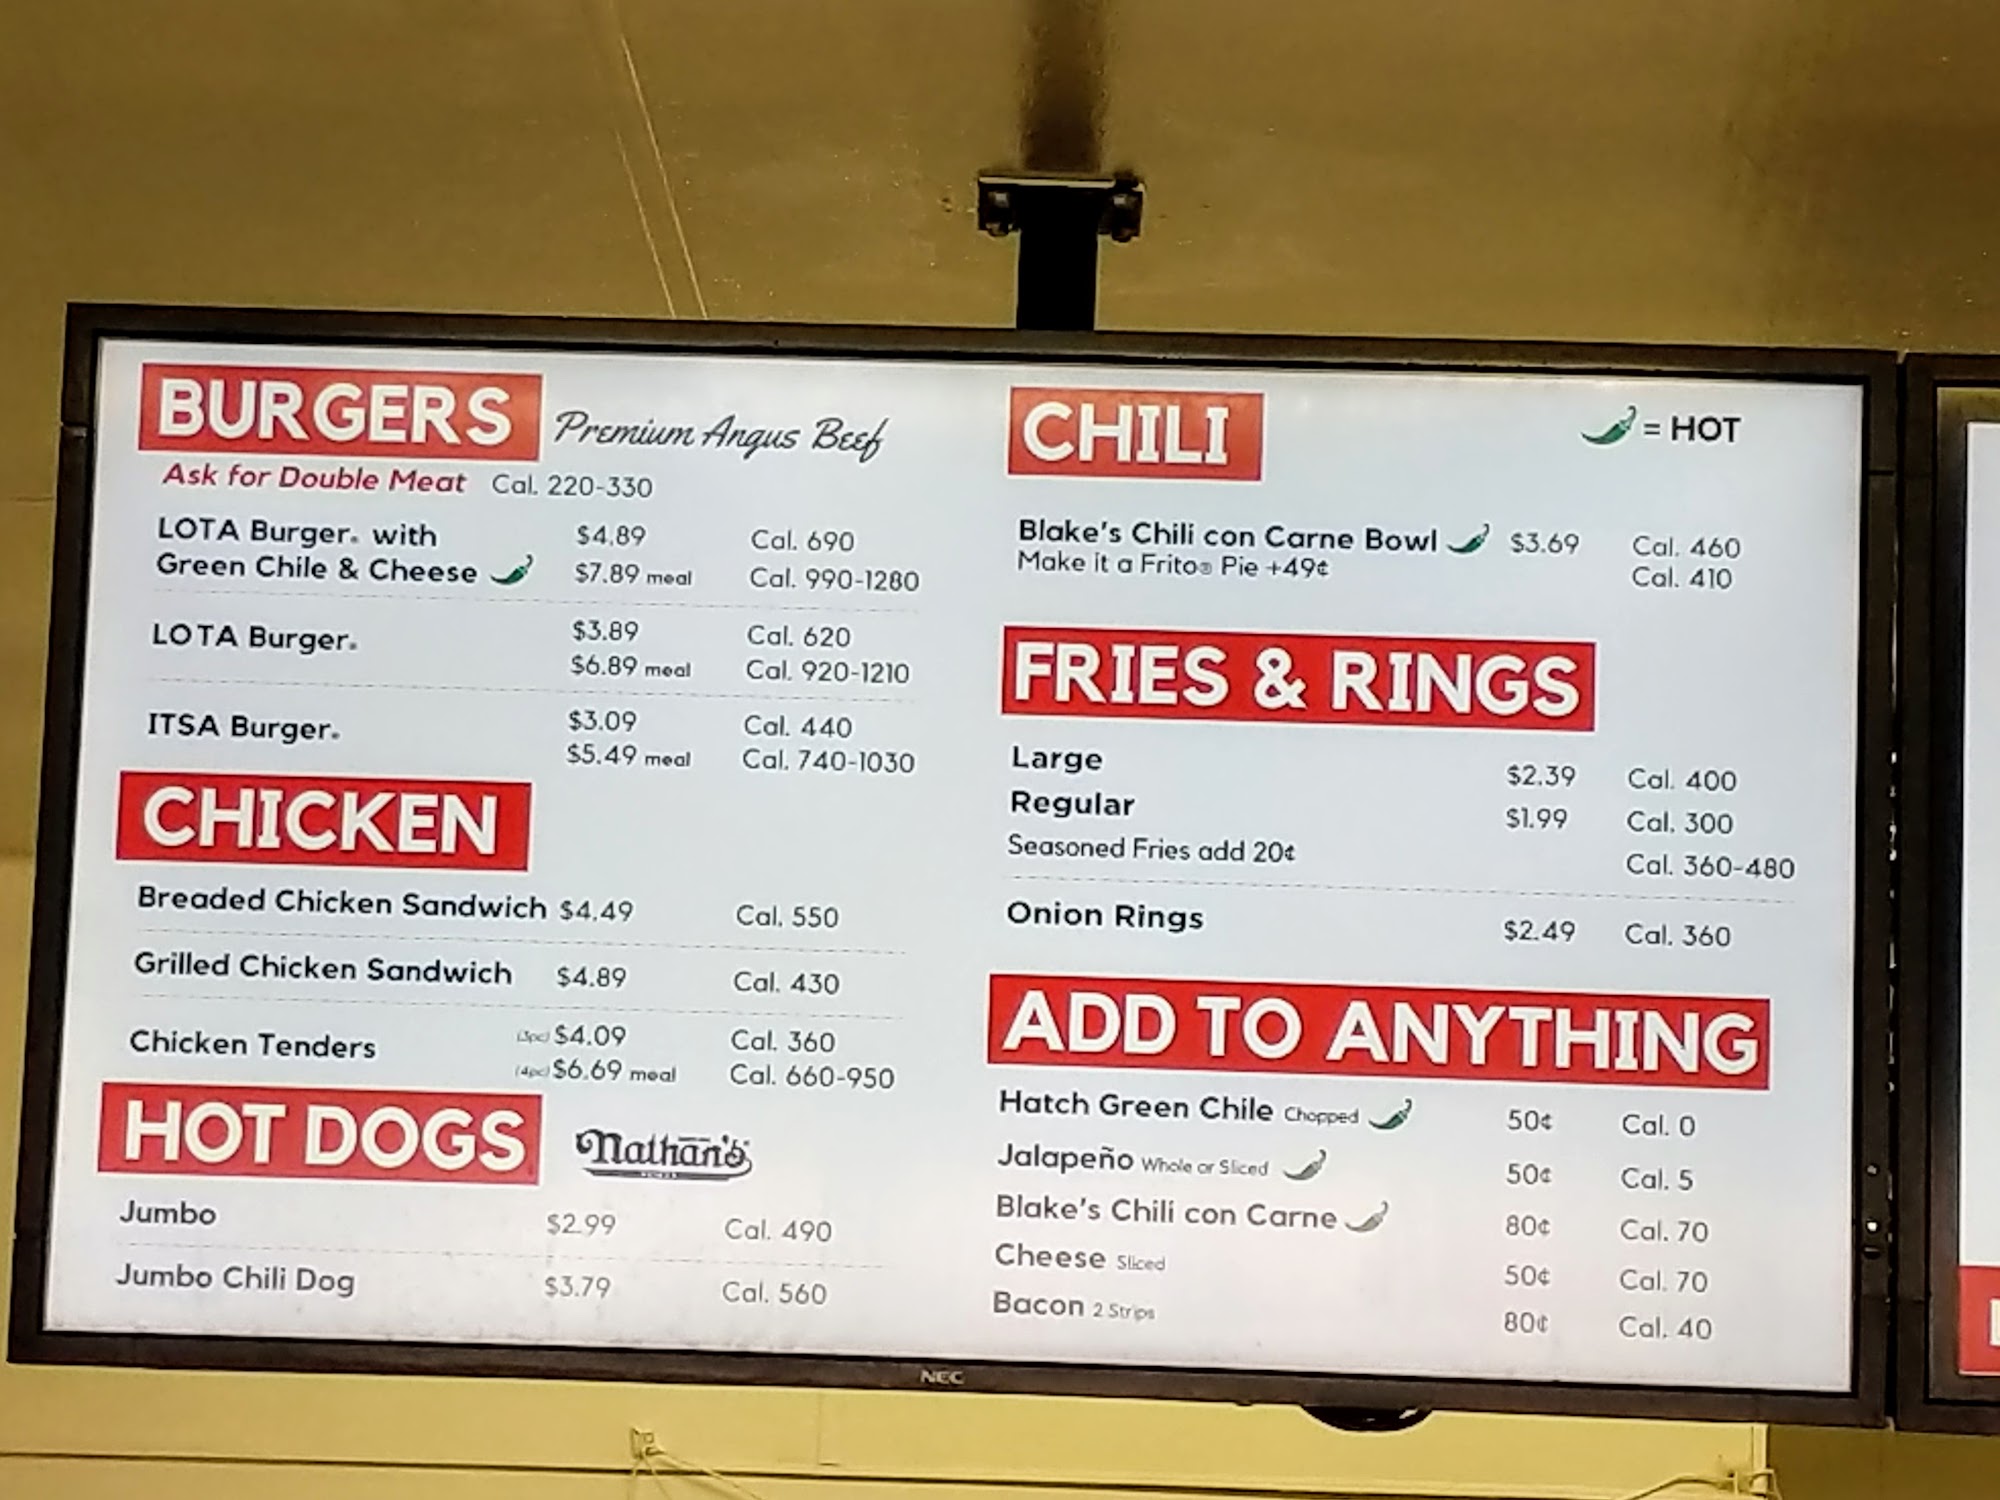 BURGERS Premium Angus Beef
Ask for Double Meat Cal. 220-330
LOTA Burger® with $4.89 Cal. 690
Green Chile & Cheese $7.89 meal Cal. 990-1280
LOTA Burger® $3.89 Cal. 620
$6.89 meal Cal. 920-1210
ITSA Burger® $3.09 Cal. 440
$5.49 meal Cal. 740-1030
CHICKEN
Breaded Chicken Sandwich $4.49 Cal. 550
Grilled Chicken Sandwich $4.89 Cal. 430
Chicken Tenders (3pc) $4.09 Cal. 360
(4pc) $6.69 meal Cal. 660-950
HOT DOGS Nathan's
Jumbo $2.99 Cal. 490
Jumbo Chili Dog $3.79 Cal. 560
CHILI = HOT
Blake's Chili con Carne Bowl $3.69 Cal. 460
Make it a Frito® Pie +49¢ Cal. 410
FRIES & RINGS
Large $2.39 Cal. 400
Regular $1.99 Cal. 300
Seasoned Fries add 20¢ Cal. 360-480
Onion Rings $2.49 Cal. 360
ADD TO ANYTHING
Hatch Green Chile Chopped 50¢ Cal. 0
Jalapeño Whole or Sliced 50¢ Cal. 5
Blake's Chili con Carne 80¢ Cal. 70
Cheese Sliced 50¢ Cal. 70
Bacon 2 Strips 80¢ Cal. 40
NEC